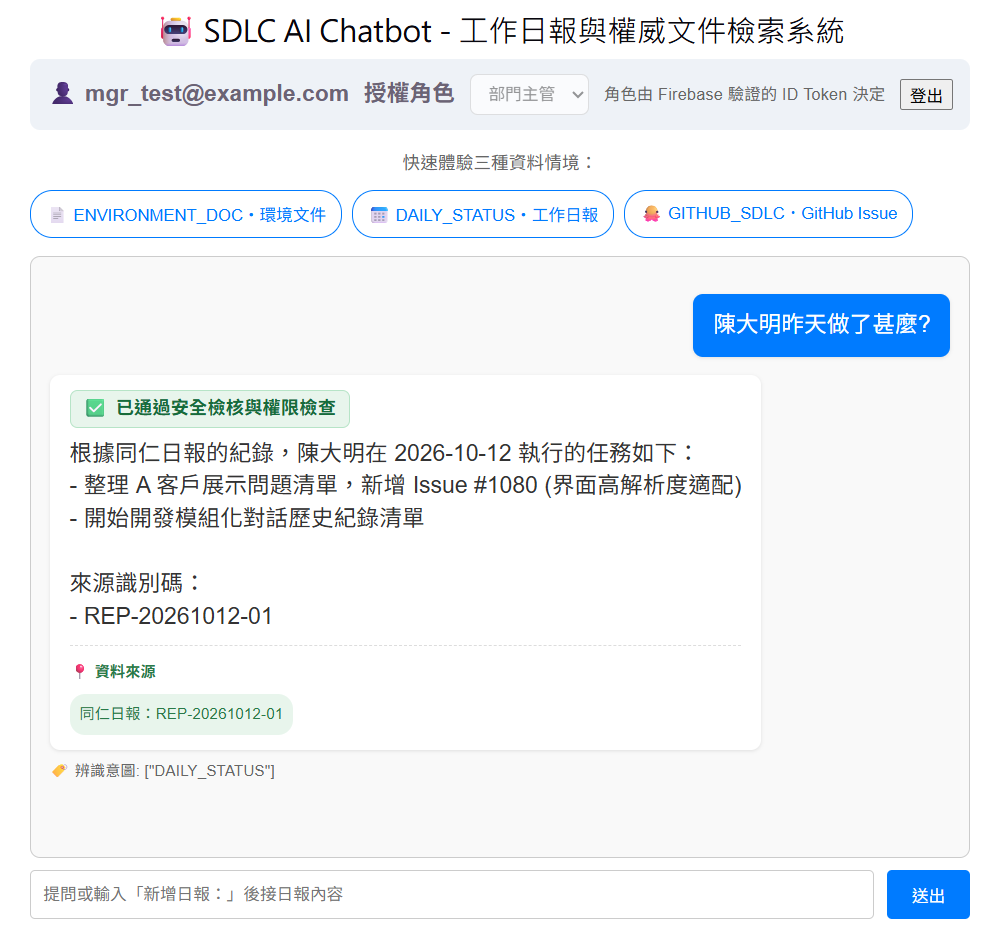 SDLC AI Chatbot - 工作日報與權威文件檢索系統
mgr_test@example.com 授權角色 部門主管 角色由 Firebase 驗證的 ID Token 決定 登出
快速體驗三種資料情境：
ENVIRONMENT_DOC・環境文件 DAILY_STATUS・工作日報 GITHUB_SDLC・GitHub Issue
陳大明昨天做了甚麼?
已通過安全檢核與權限檢查
根據同仁日報的紀錄，陳大明在 2026-10-12 執行的任務如下：
- 整理 A 客戶展示問題清單，新增 Issue #1080 (界面高解析度適配)
- 開始開發模組化對話歷史紀錄清單
來源識別碼：
- REP-20261012-01
資料來源
同仁日報：REP-20261012-01
辨識意圖: ["DAILY_STATUS"]
提問或輸入「新增日報：」後接日報內容 送出